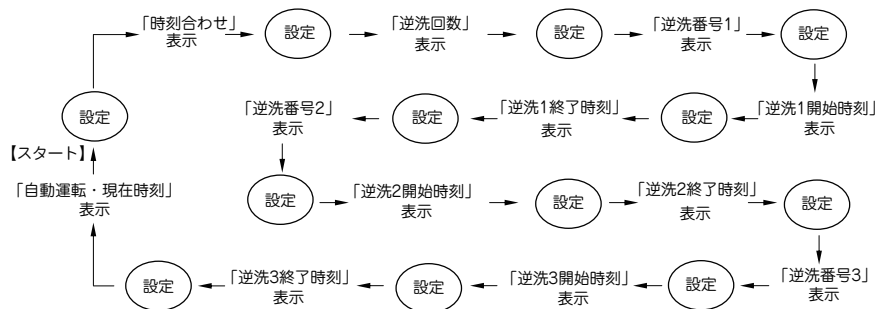 「時刻合わせ」
表示
設定
「逆洗回数」
表示
設定
「逆洗番号1」
表示
設定
設定
【スタート】
「自動運転・現在時刻」
表示
「逆洗1開始時刻」
表示
設定
「逆洗1終了時刻」
表示
設定
「逆洗番号2」
表示
設定
「逆洗2開始時刻」
表示
設定
「逆洗2終了時刻」
表示
設定
「逆洗番号3」
表示
設定
「逆洗3開始時刻」
表示
設定
「逆洗3終了時刻」
表示
設定